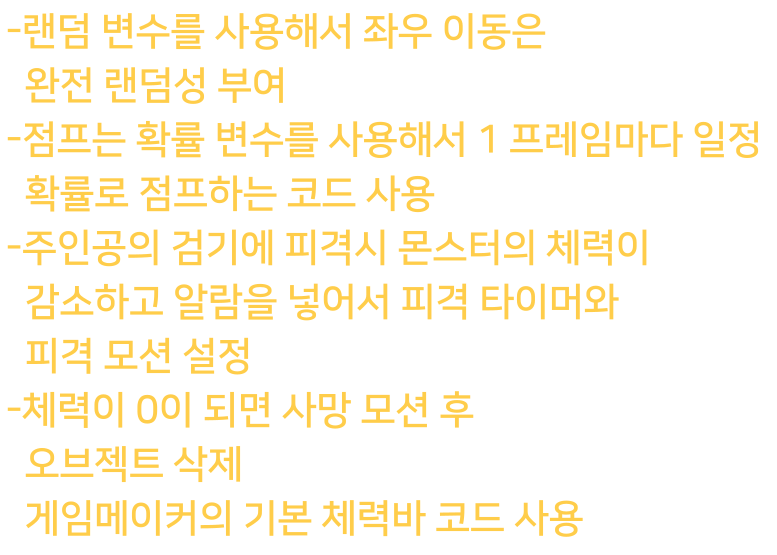 -랜덤 변수를 사용해서 좌우 이동은
완전 랜덤성 부여
-점프는 확률 변수를 사용해서 1 프레임마다 일정
확률로 점프하는 코드 사용
-주인공의 검기에 피격시 몬스터의 체력이
감소하고 알람을 넣어서 피격 타이머와
피격 모션 설정
-체력이 0이 되면 사망 모션 후
오브젝트 삭제
게임메이커의 기본 체력바 코드 사용